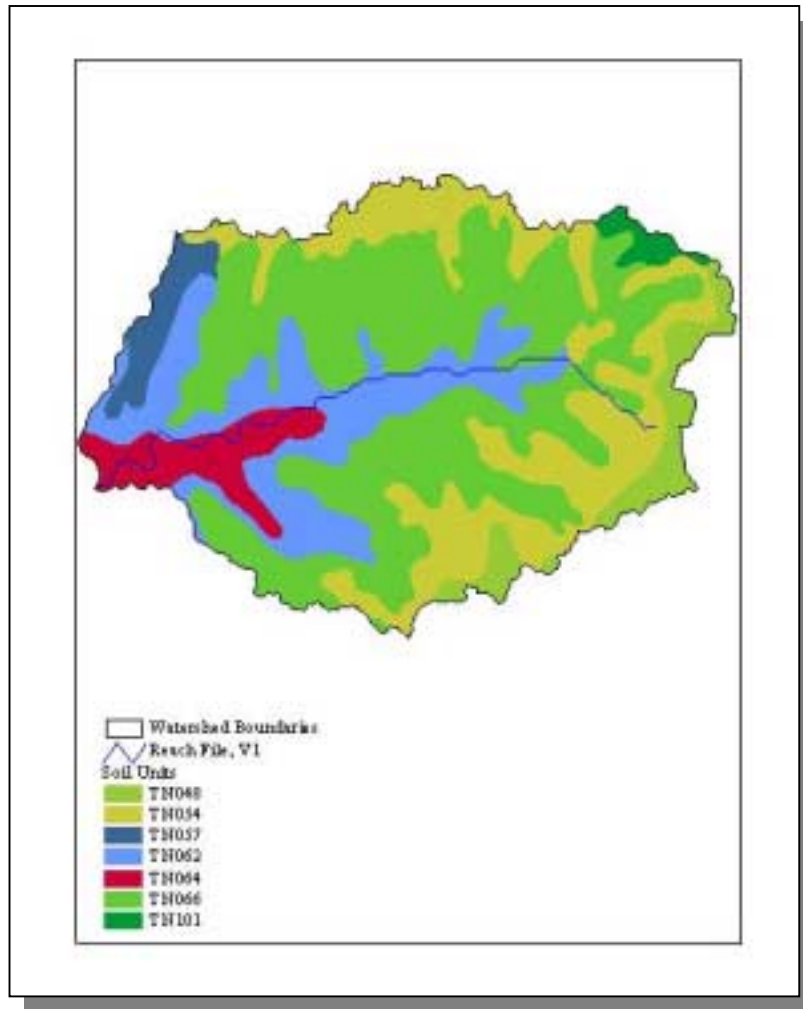 Watershed Boundaries
Reach File, V1
Soil Units
TN048
TN054
TN057
TN062
TN064
TN066
TN101